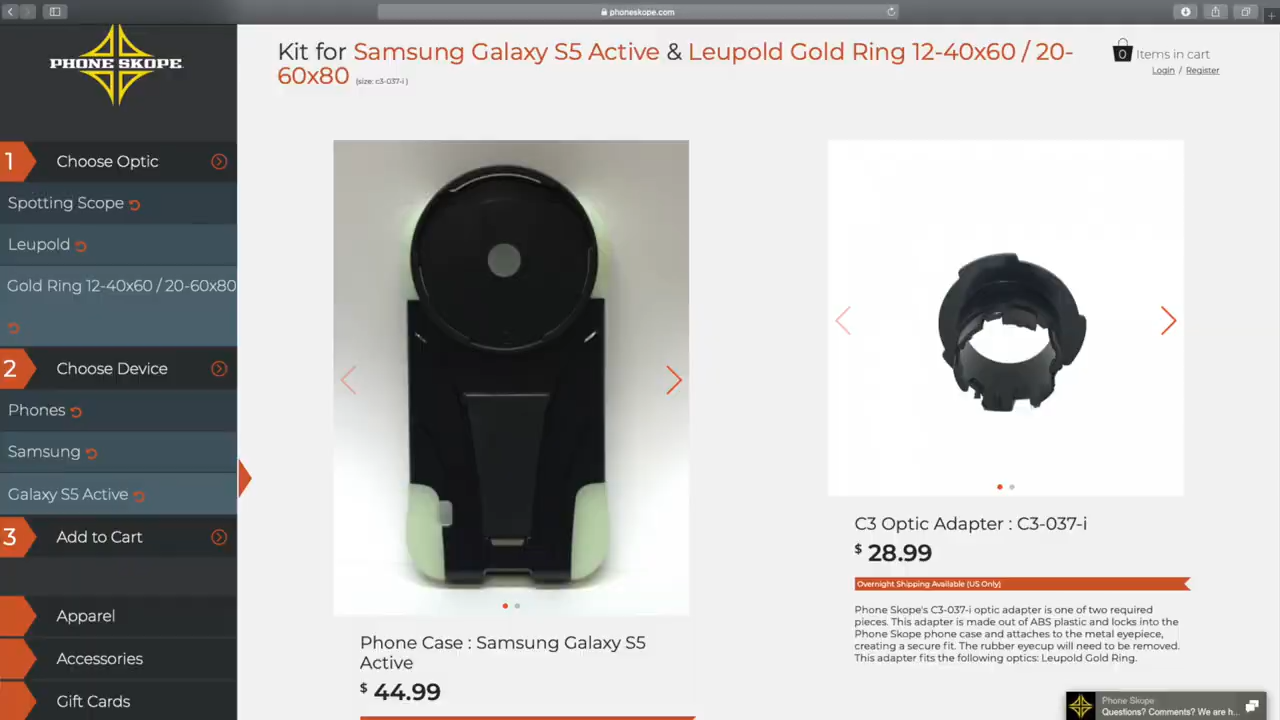 phoneskope.com
PHONE SKOPE
Kit for Samsung Galaxy S5 Active & Leupold Gold Ring 12-40x60 / 20-
60x80 (size: c3-037-i )
0 Items in cart
Login / Register
1 Choose Optic
Spotting Scope
Leupold
Gold Ring 12-40x60 / 20-60x80
2 Choose Device
Phones
Samsung
Galaxy S5 Active
3 Add to Cart
Apparel
Accessories
Gift Cards
Phone Case : Samsung Galaxy S5
Active
$ 44.99
C3 Optic Adapter : C3-037-i
$ 28.99
Overnight Shipping Available (US Only)
Phone Skope's C3-037-i optic adapter is one of two required
pieces. This adapter is made out of ABS plastic and locks into the
Phone Skope phone case and attaches to the metal eyepiece,
creating a secure fit. The rubber eyecup will need to be removed.
This adapter fits the following optics: Leupold Gold Ring.
Phone Skope
Questions? Comments? We are h...